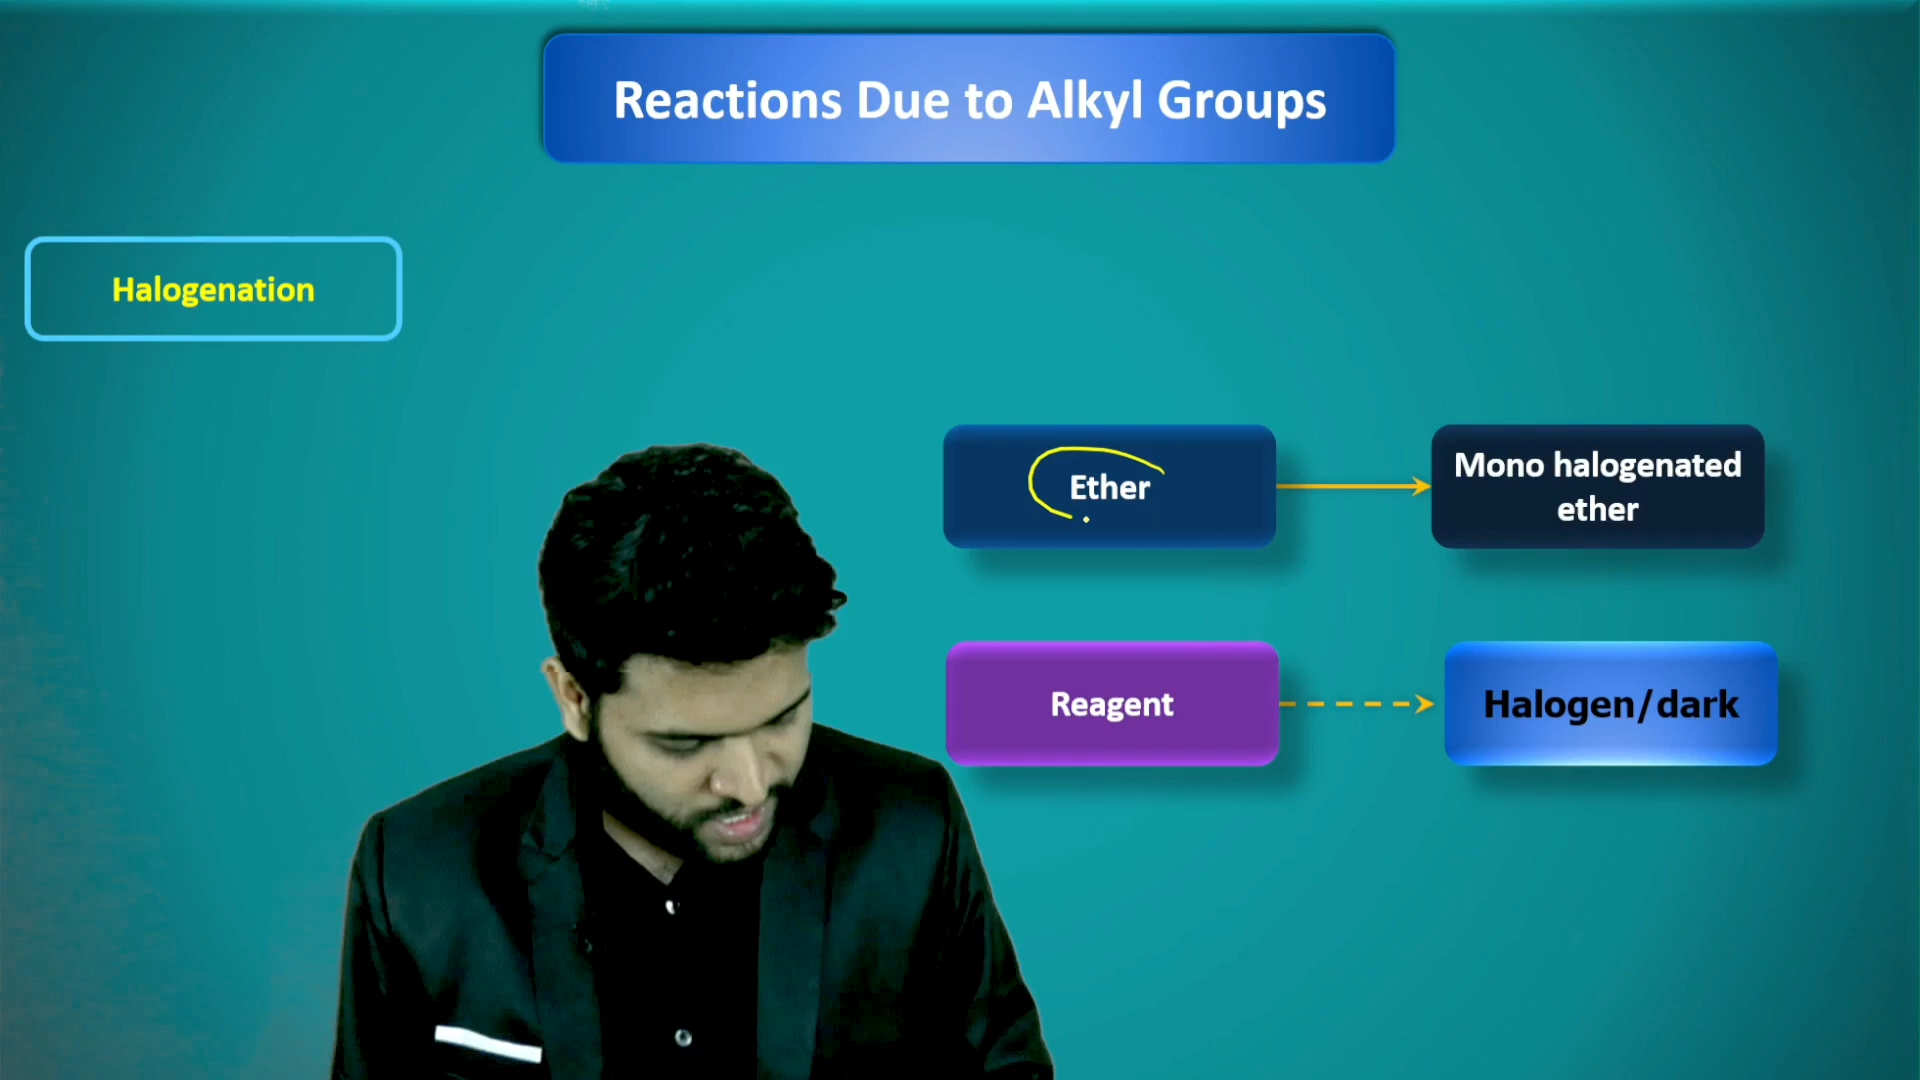 Reactions Due to Alkyl Groups
Halogenation
Ether
Mono halogenated
ether
Reagent
Halogen/dark